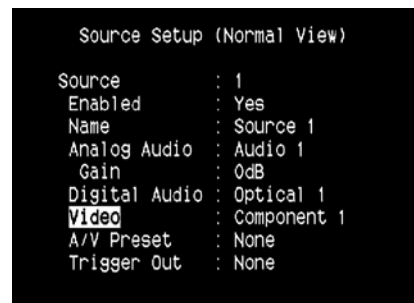 Source Setup (Normal View)
Source : 1
Enabled : Yes
Name : Source 1
Analog Audio : Audio 1
Gain : 0dB
Digital Audio : Optical 1
Video : Component 1
A/V Preset : None
Trigger Out : None